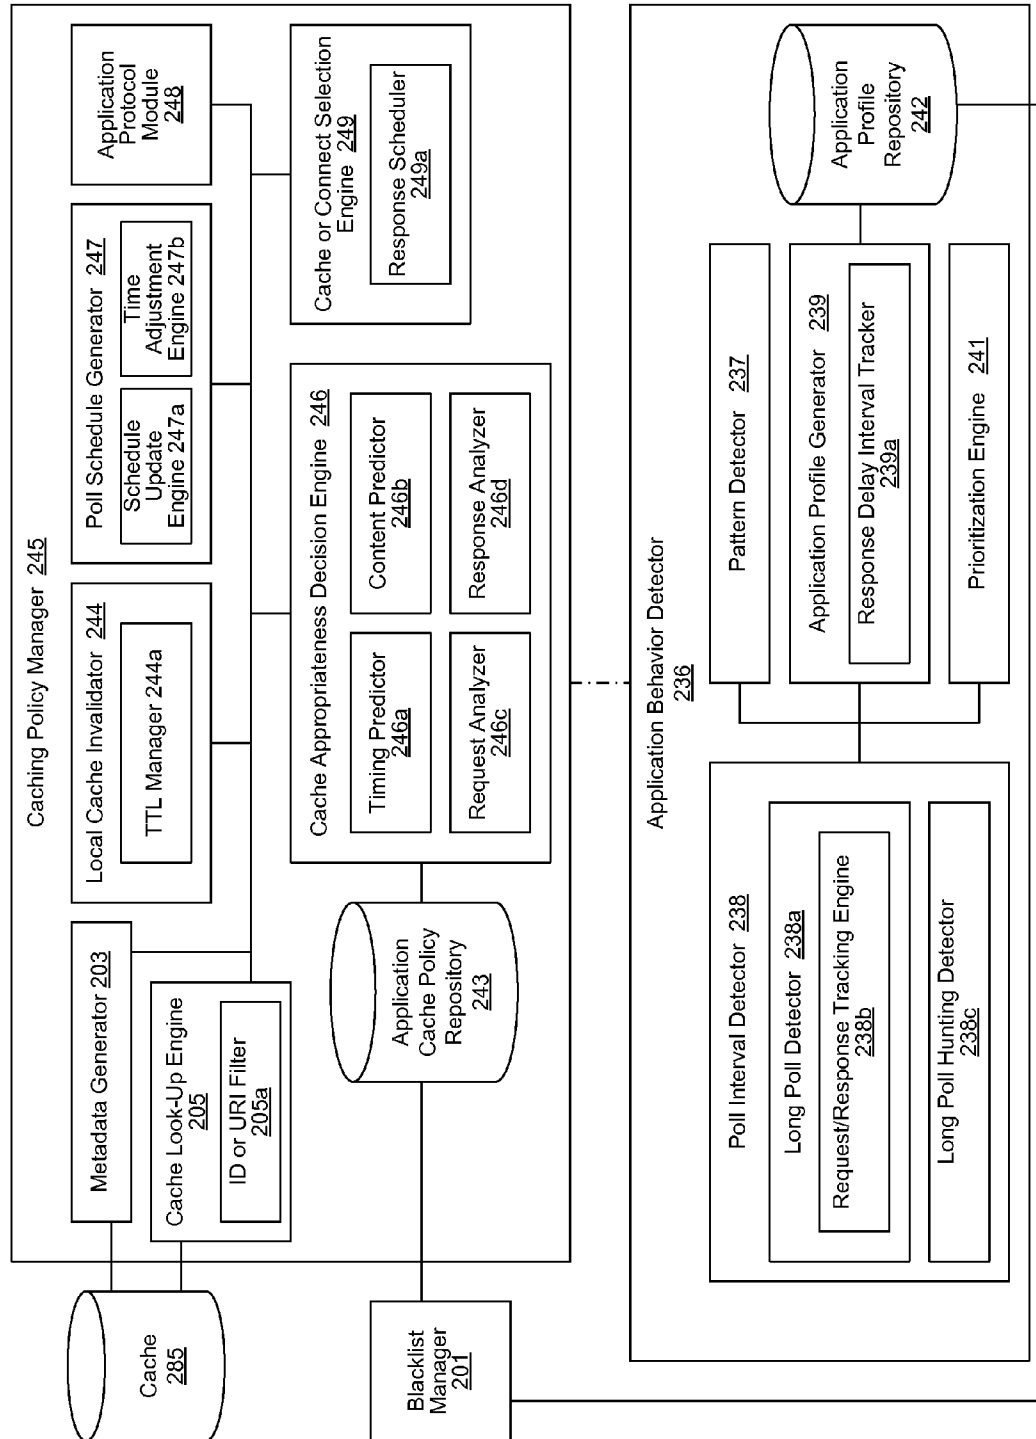 Caching Policy Manager 245
Cache
285
Metadata Generator 203
Cache Look-Up Engine
205
ID or URI Filter
205a
Local Cache Invalidator 244
TTL Manager 244a
Poll Schedule Generator 247
Schedule
Update
Engine 247a
Time
Adjustment
Engine 247b
Application
Protocol
Module
248
Blacklist
Manager
201
Application
Cache Policy
Repository
243
Cache Appropriateness Decision Engine 246
Timing Predictor
246a
Content Predictor
246b
Request Analyzer
246c
Response Analyzer
246d
Cache or Connect Selection
Engine 249
Response Scheduler
249a
Application Behavior Detector
236
Poll Interval Detector 238
Long Poll Detector 238a
Request/Response Tracking Engine
238b
Long Poll Hunting Detector
238c
Pattern Detector 237
Application Profile Generator 239
Response Delay Interval Tracker
239a
Prioritization Engine 241
Application
Profile
Repository
242